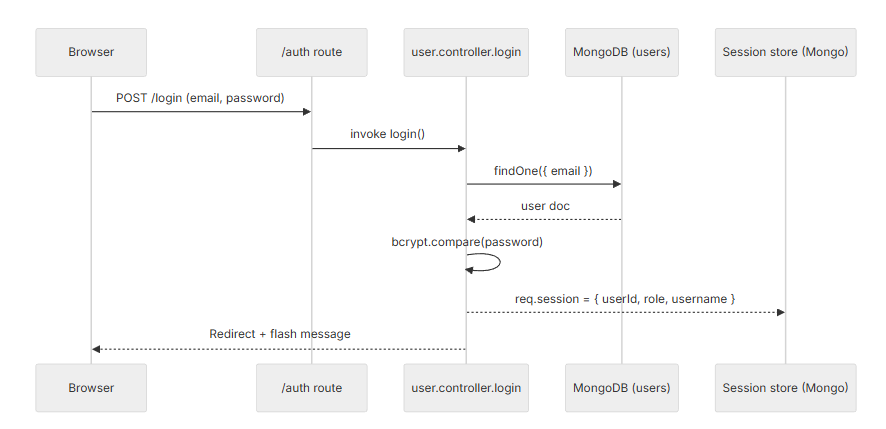 Browser
/auth route
user.controller.login
MongoDB (users)
Session store (Mongo)
POST /login (email, password)
invoke login()
findOne({ email })
user doc
bcrypt.compare(password)
req.session = { userId, role, username }
Redirect + flash message
Browser
/auth route
user.controller.login
MongoDB (users)
Session store (Mongo)